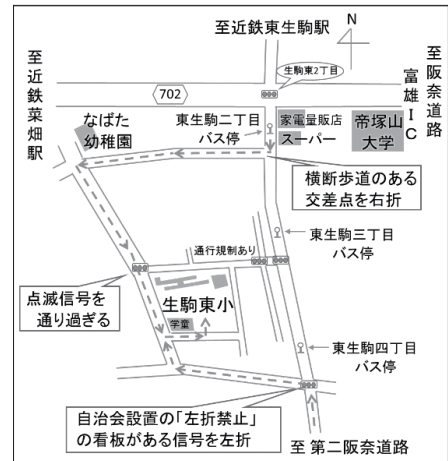 至近鉄東生駒駅
N
生駒東2丁目
702
至近鉄菜畑駅
至阪奈道路
富雄IC
なばた
幼稚園
東生駒二丁目
バス停
家電量販店
スーパー
帝塚山
大学
横断歩道のある
交差点を右折
東生駒三丁目
バス停
通行規制あり
点滅信号を
通り過ぎる
生駒東小
学童
東生駒四丁目
バス停
自治会設置の「左折禁止」
の看板がある信号を左折
至 第二阪奈道路